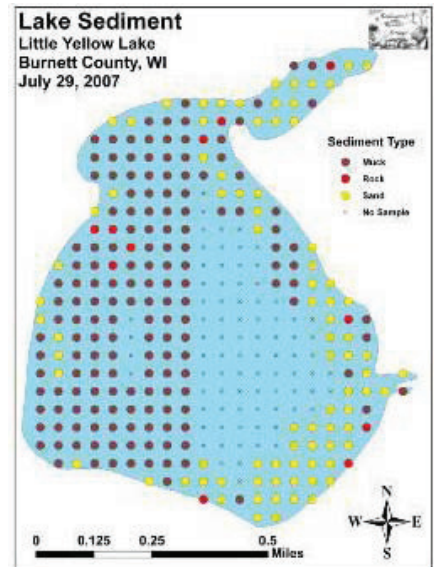 Lake Sediment
Little Yellow Lake
Burnett County, WI
July 29, 2007
Sediment Type
Muck
Rock
Sand
No Sample
N
W E
S
0 0.125 0.25 0.5
Miles